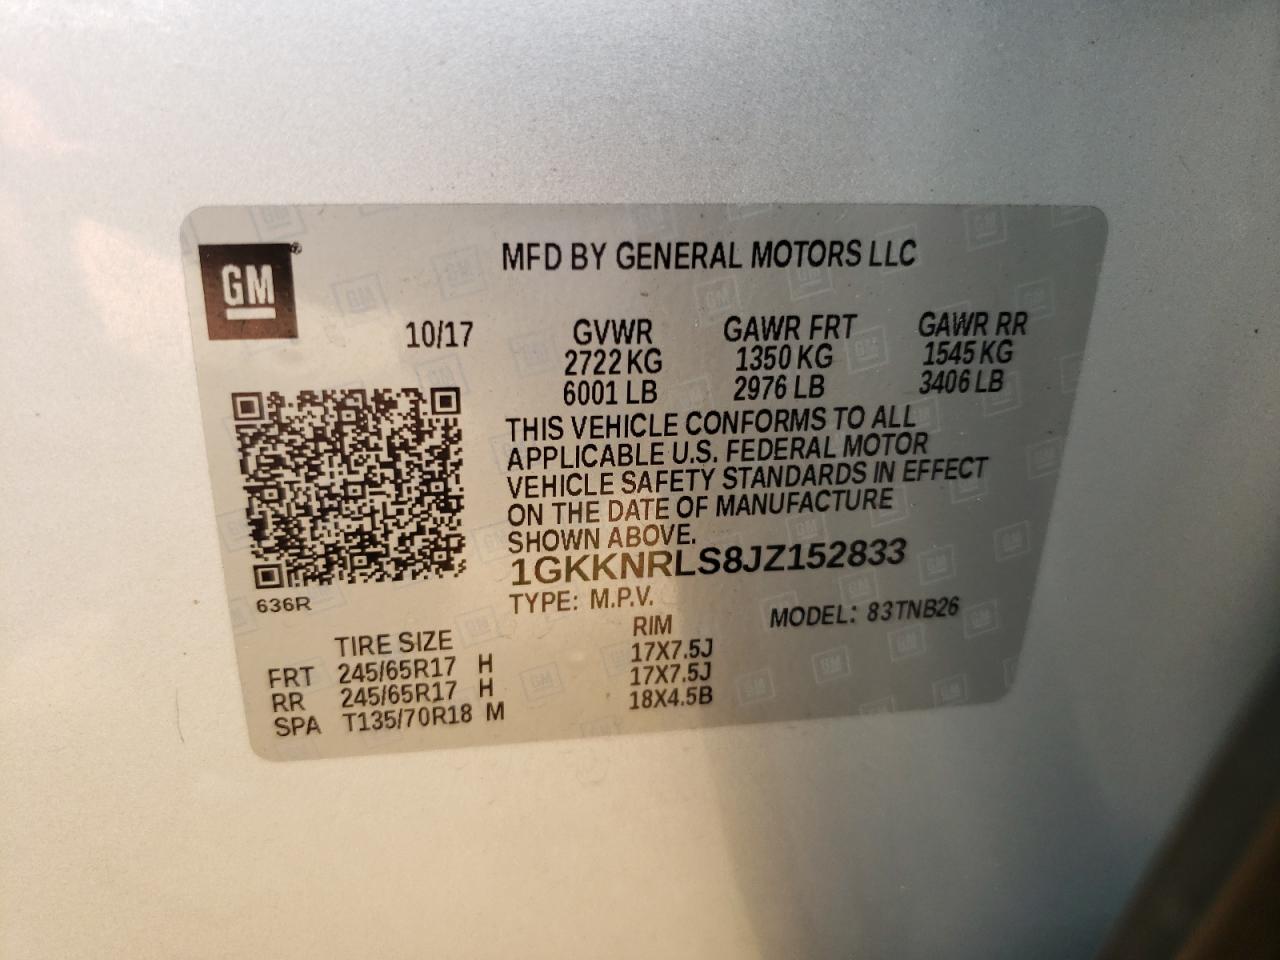 GM
MFD BY GENERAL MOTORS LLC
10/17 GVWR GAWR FRT GAWR RR
2722 KG 1350 KG 1545 KG
6001 LB 2976 LB 3406 LB
THIS VEHICLE CONFORMS TO ALL
APPLICABLE U.S. FEDERAL MOTOR
VEHICLE SAFETY STANDARDS IN EFFECT
ON THE DATE OF MANUFACTURE
SHOWN ABOVE.
1GKKNRLS8JZ152833
636R
TYPE: M.P.V. MODEL: 83TNB26
TIRE SIZE RIM
FRT 245/65R17 H 17X7.5J
RR 245/65R17 H 17X7.5J
SPA T135/70R18 M 18X4.5B